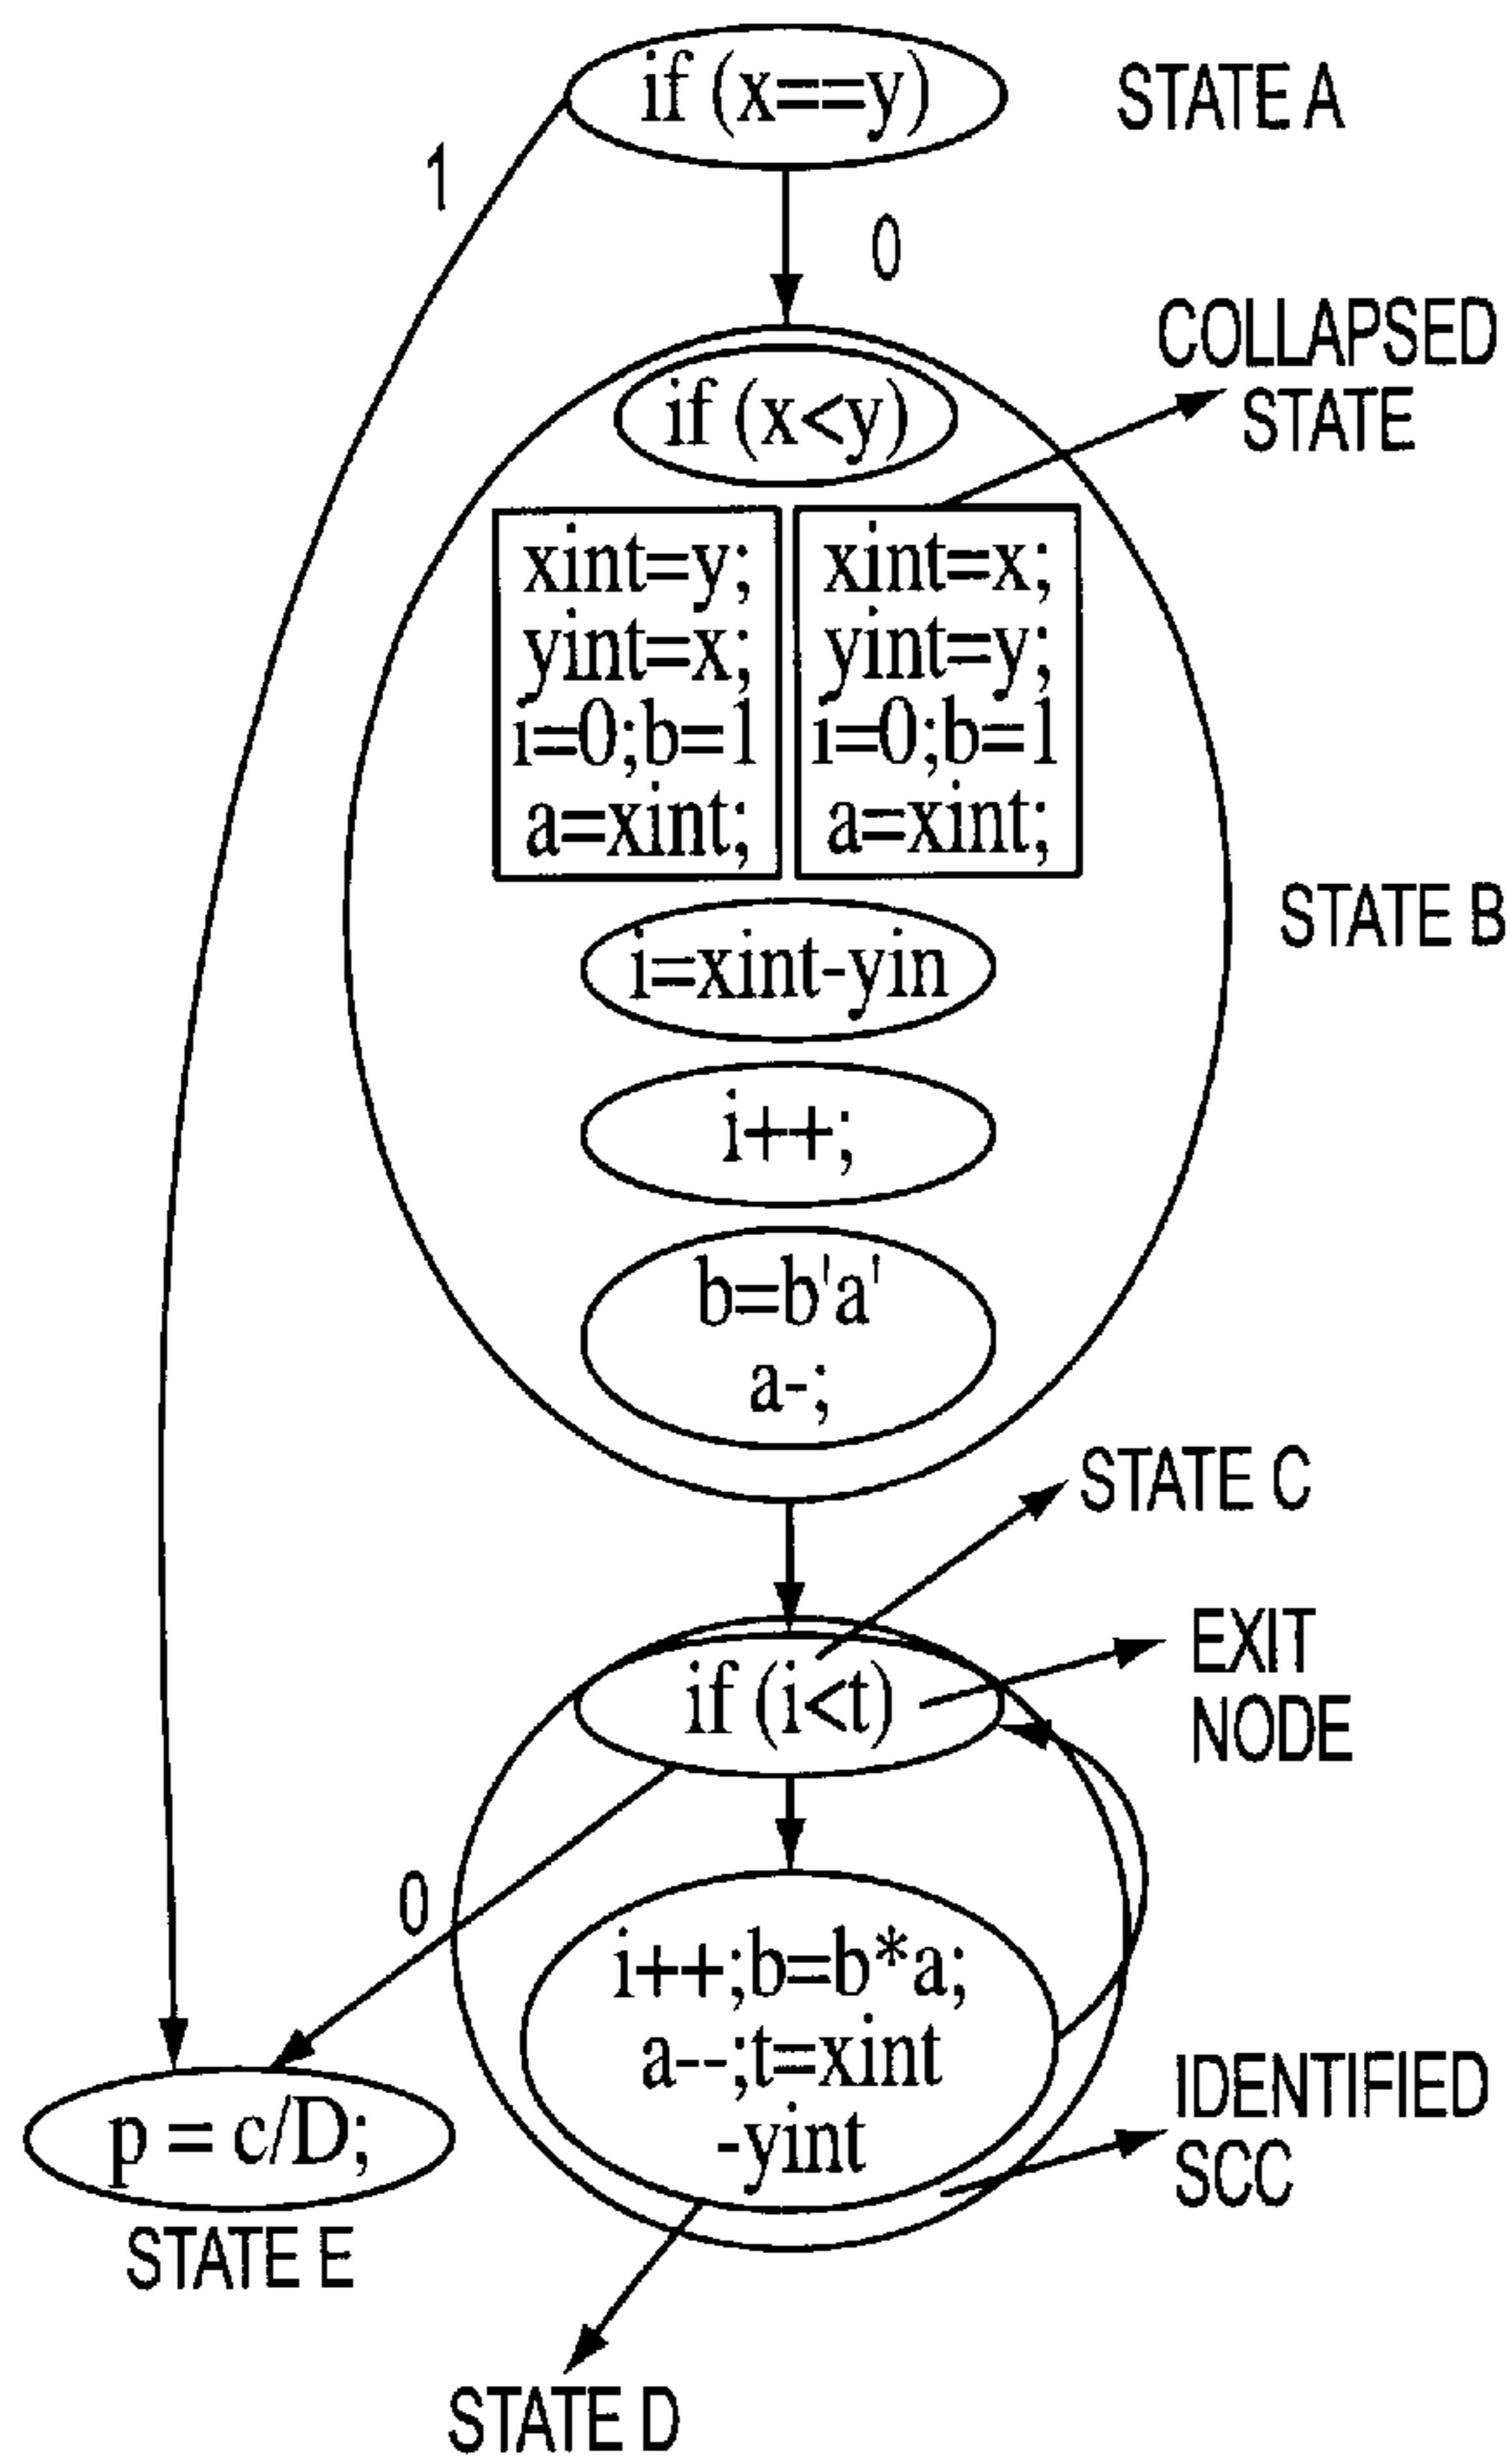 if (x==y)
STATE A
1
0
COLLAPSED
STATE
if (x<y)
xint=y;
yint=x;
i=0;b=1
a=xint;
xint=x;
yint=y;
i=0;b=1
a=xint;
STATE B
i=xint-yin
i++;
b=b'a'
a-;
STATE C
EXIT
NODE
if (i<t)
0
i++;b=b*a;
a--;t=xint
-yint
IDENTIFIED
SCC
p = c/D;
STATE E
STATE D